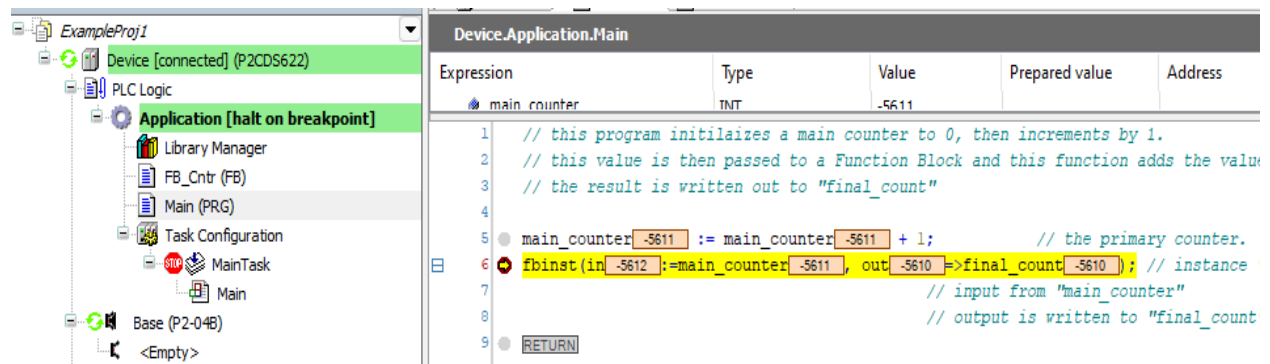 ExampleProj1
Device [connected] (P2CDS622)
PLC Logic
Application [halt on breakpoint]
Library Manager
FB_Cntr (FB)
Main (PRG)
Task Configuration
STOP MainTask
Main
Base (P2-04B)
<Empty>
Device.Application.Main
Expression Type Value Prepared value Address
main_counter INT -5611
1 // this program initilaizes a main counter to 0, then increments by 1.
2 // this value is then passed to a Function Block and this function adds the value
3 // the result is written out to "final_count"
4
5 main_counter -5611 := main_counter -5611 + 1; // the primary counter.
6 fbinst(in -5612 :=main_counter -5611 , out -5610 =>final_count -5610 ); // instance
7 // input from "main_counter"
8 // output is written to "final_count
9 RETURN